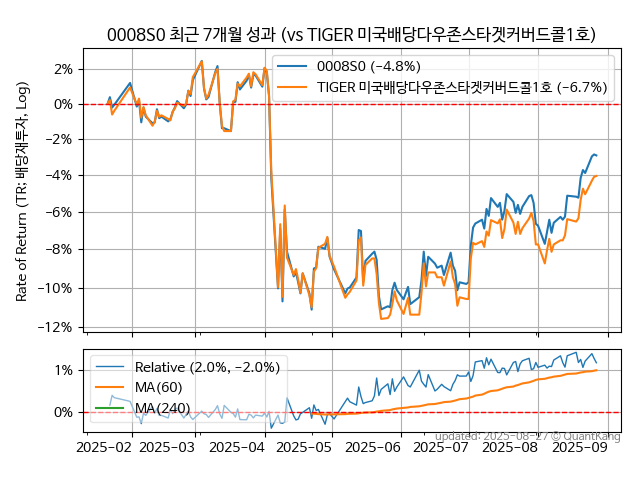 0008S0 최근 7개월 성과 (vs TIGER 미국배당다우존스타겟커버드콜1호)
Rate of Return (TR: 배당재투자, Log)
2%
0%
−2%
−4%
−6%
−8%
−10%
−12%
0008S0 (−4.8%)
TIGER 미국배당다우존스타겟커버드콜1호 (−6.7%)
1%
0%
Relative (2.0%, −2.0%)
MA(60)
MA(240)
updated: 2025-08-27 © QuantKang
2025-02 2025-03 2025-04 2025-05 2025-06 2025-07 2025-08 2025-09